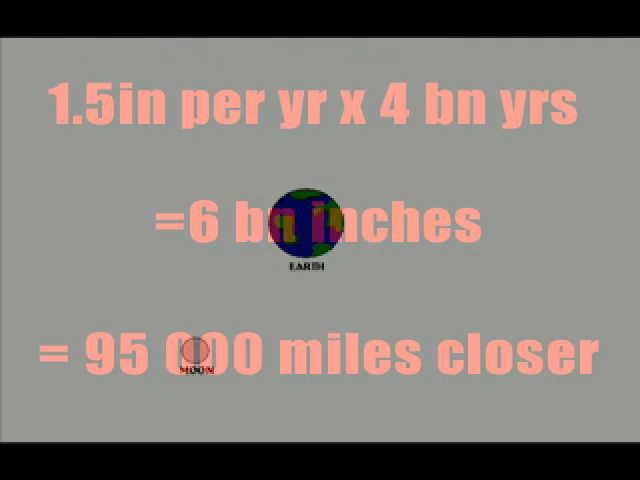 1.5in per yr x 4 bn yrs
=6 bn inches
EARTH
= 95 000 miles closer
MOON